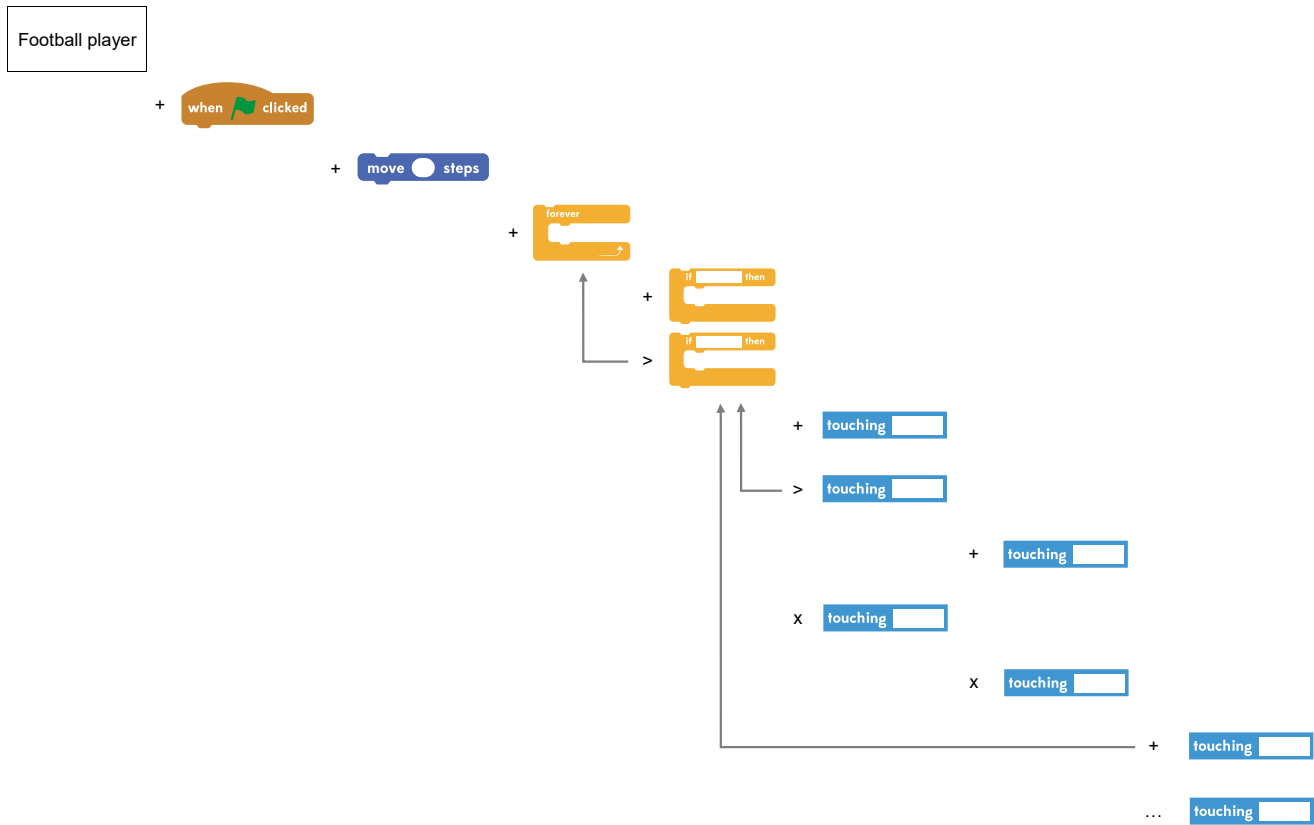 Football player
+ when clicked
+ move steps
+ forever
+ if then
> if then
+ touching
> touching
+ touching
x touching
x touching
+ touching
... touching